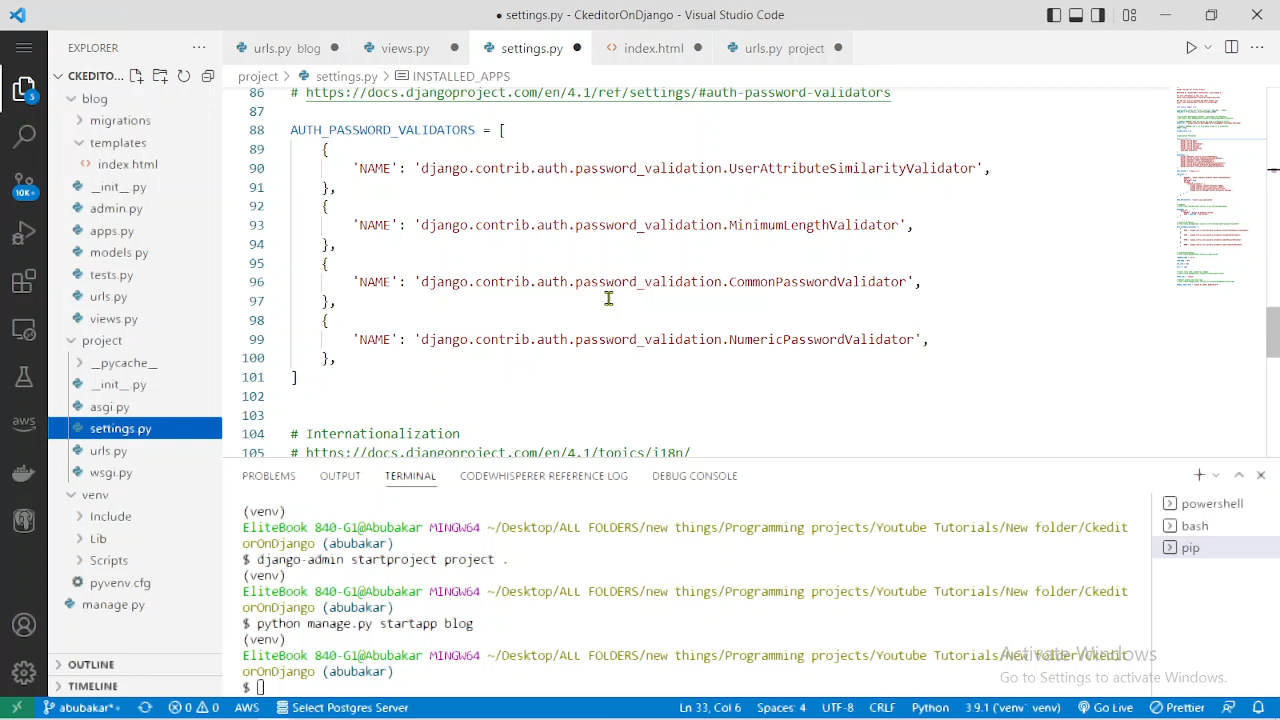 settings.py - CkeditorOnDjango - Visual Studio Code
EXPLORER
urls.py blog
views.py
settings.py
index.html
urls.py project
CKEDITO...
project
settings.py
INSTALLED_APPS
blog
migrations
templates
index.html
__init__.py
admin.py
apps.py
models.py
tests.py
urls.py
views.py
project
__pycache__
__init__.py
asgi.py
settings.py
urls.py
wsgi.py
venv
Include
Lib
Scripts
pyvenv.cfg
manage.py
OUTLINE
TIMELINE
5
10K+
aws
86 # https://docs.djangoproject.com/en/4.1/ref/settings/#auth-password-validators
87
88 AUTH_PASSWORD_VALIDATORS = [
89 {
90 'NAME': 'django.contrib.auth.password_validation.UserAttributeSimilarityValidator',
91 },
92 {
93 'NAME': 'django.contrib.auth.password_validation.MinimumLengthValidator',
94 },
95 {
96 'NAME': 'django.contrib.auth.password_validation.CommonPasswordValidator',
97 },
98 {
99 'NAME': 'django.contrib.auth.password_validation.NumericPasswordValidator',
100 },
101 ]
102
103
104 # Internationalization
105 # https://docs.djangoproject.com/en/4.1/topics/i18n/
PROBLEMS OUTPUT TERMINAL CODEWHISPERER REFERENCE LOG DEBUG CONSOLE
(venv)
EliteBook 840-G1@Abubakar MINGW64 ~/Desktop/ALL FOLDERS/new things/Programming projects/Youtube Tutorials/New folder/Ckedit
orOnDjango (abubakar)
$ django-admin startproject project .
(venv)
EliteBook 840-G1@Abubakar MINGW64 ~/Desktop/ALL FOLDERS/new things/Programming projects/Youtube Tutorials/New folder/Ckedit
orOnDjango (abubakar)
$ python manage.py startapp blog
(venv)
EliteBook 840-G1@Abubakar MINGW64 ~/Desktop/ALL FOLDERS/new things/Programming projects/Youtube Tutorials/New folder/Ckedit
orOnDjango (abubakar)
$
powershell
bash
pip
Activate Windows
Go to Settings to activate Windows.
abubakar*+ 0 0 AWS Select Postgres Server Ln 33, Col 6 Spaces: 4 UTF-8 CRLF Python 3.9.1 ('venv': venv) Go Live Prettier